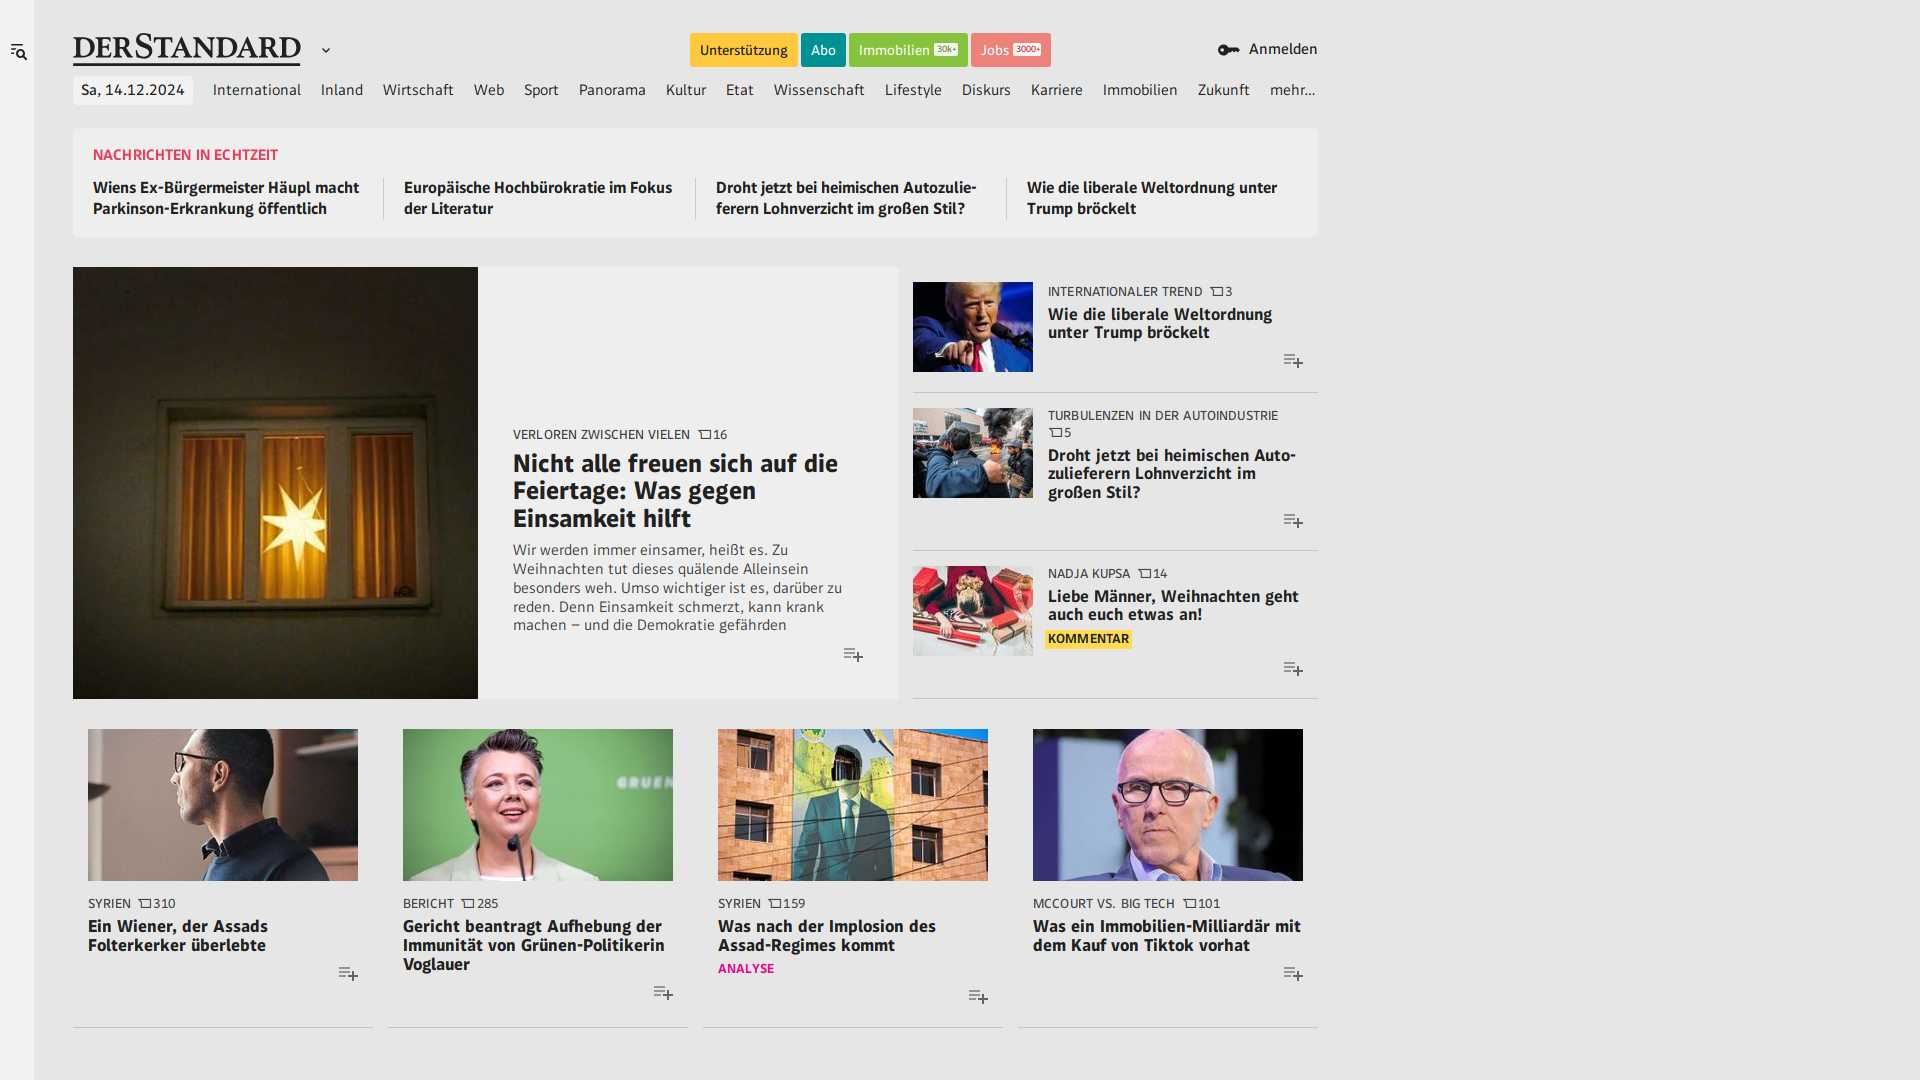 DERSTANDARD
Unterstützung
Abo
Immobilien 30k+
Jobs 3000+
Anmelden
Sa, 14.12.2024
International
Inland
Wirtschaft
Web
Sport
Panorama
Kultur
Etat
Wissenschaft
Lifestyle
Diskurs
Karriere
Immobilien
Zukunft
mehr...
NACHRICHTEN IN ECHTZEIT
Wiens Ex-Bürgermeister Häupl macht
Parkinson-Erkrankung öffentlich
Europäische Hochbürokratie im Fokus
der Literatur
Droht jetzt bei heimischen Autozulie-
ferern Lohnverzicht im großen Stil?
Wie die liberale Weltordnung unter
Trump bröckelt
VERLOREN ZWISCHEN VIELEN 16
Nicht alle freuen sich auf die
Feiertage: Was gegen
Einsamkeit hilft
Wir werden immer einsamer, heißt es. Zu
Weihnachten tut dieses quälende Alleinsein
besonders weh. Umso wichtiger ist es, darüber zu
reden. Denn Einsamkeit schmerzt, kann krank
machen – und die Demokratie gefährden
INTERNATIONALER TREND 3
Wie die liberale Weltordnung
unter Trump bröckelt
TURBULENZEN IN DER AUTOINDUSTRIE
5
Droht jetzt bei heimischen Auto-
zulieferern Lohnverzicht im
großen Stil?
NADJA KUPSA 14
Liebe Männer, Weihnachten geht
auch euch etwas an!
KOMMENTAR
SYRIEN 310
Ein Wiener, der Assads
Folterkerker überlebte
GRUEN
BERICHT 285
Gericht beantragt Aufhebung der
Immunität von Grünen-Politikerin
Voglauer
SYRIEN 159
Was nach der Implosion des
Assad-Regimes kommt
ANALYSE
MCCOURT VS. BIG TECH 101
Was ein Immobilien-Milliardär mit
dem Kauf von Tiktok vorhat